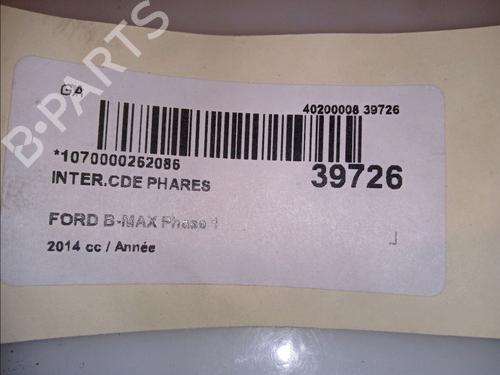 GA
40200008 39726
*1070000262086
INTER.CDE PHARES
39726
FORD B-MAX Phase 1
2014 cc / Année
B-PARTS